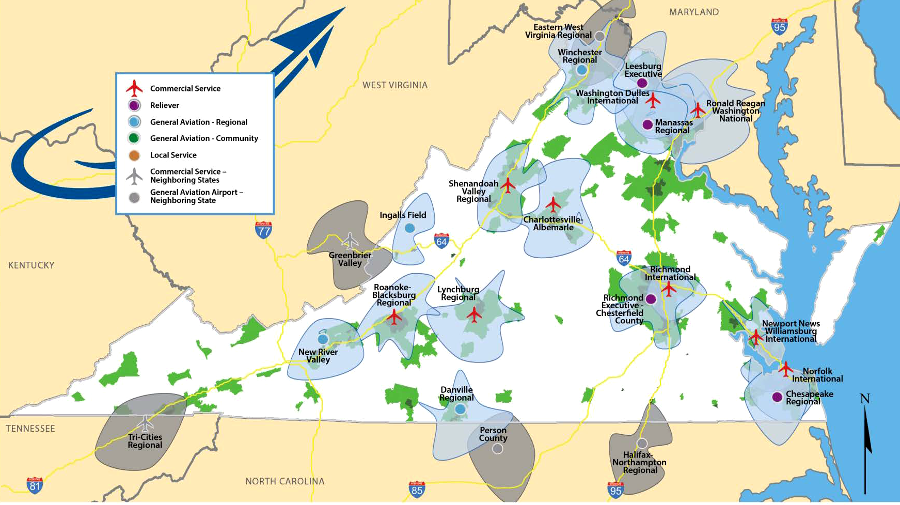 MARYLAND
95
Eastern West
Virginia Regional
Winchester
Regional
Leesburg
Executive
WEST VIRGINIA
Commercial Service
Reliever
General Aviation - Regional
General Aviation - Community
Local Service
Commercial Service –
Neighboring States
General Aviation Airport –
Neighboring State
Washington Dulles
International
Ronald Reagan
Washington
National
Manassas
Regional
Shenandoah
Valley
Regional
Charlottesville-
Albemarle
Ingalls Field
77
64
64
KENTUCKY
Greenbrier
Valley
Richmond
International
Roanoke-
Blacksburg
Regional
Lynchburg
Regional
Richmond
Executive -
Chesterfield
County
Newport News
Williamsburg
International
New River
Valley
Norfolk
International
Chesapeake
Regional
Danville
Regional
N
TENNESSEE
Tri-Cities
Regional
Person
County
Halifax-
Northampton
Regional
NORTH CAROLINA
81
85
95